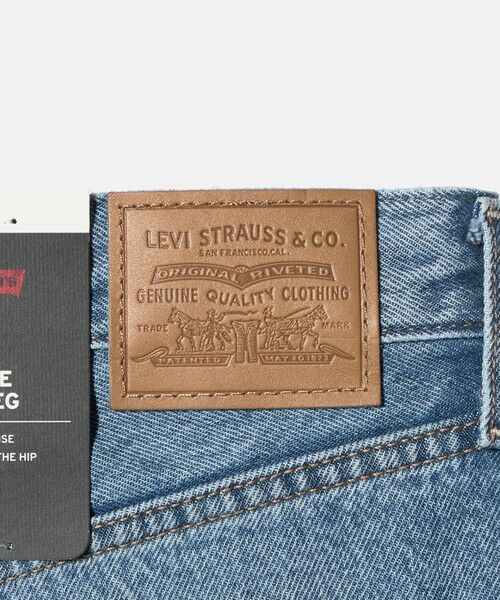 LEVI STRAUSS & CO.
SAN FRANCISCO, CAL.
ORIGINAL RIVETED
GENUINE QUALITY CLOTHING
TRADE MARK
PATENTED MAY 20 1873
E
EG
SE
THE HIP